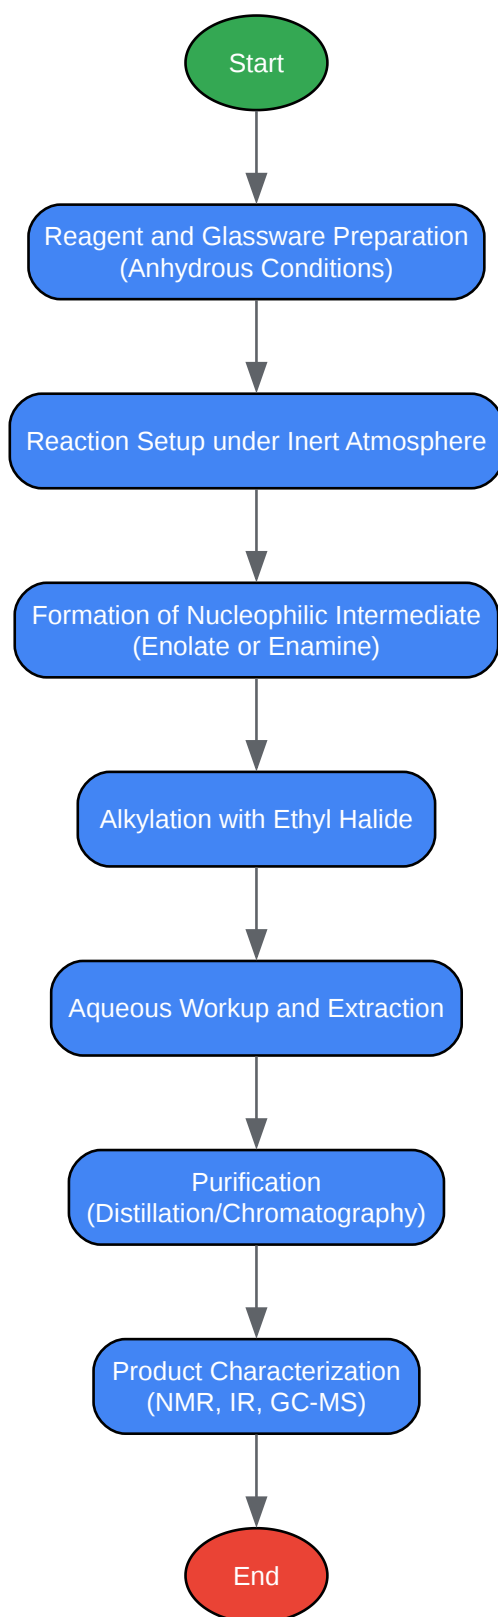 Start
Reagent and Glassware Preparation
(Anhydrous Conditions)
Reaction Setup under Inert Atmosphere
Formation of Nucleophilic Intermediate
(Enolate or Enamine)
Alkylation with Ethyl Halide
Aqueous Workup and Extraction
Purification
(Distillation/Chromatography)
Product Characterization
(NMR, IR, GC-MS)
End